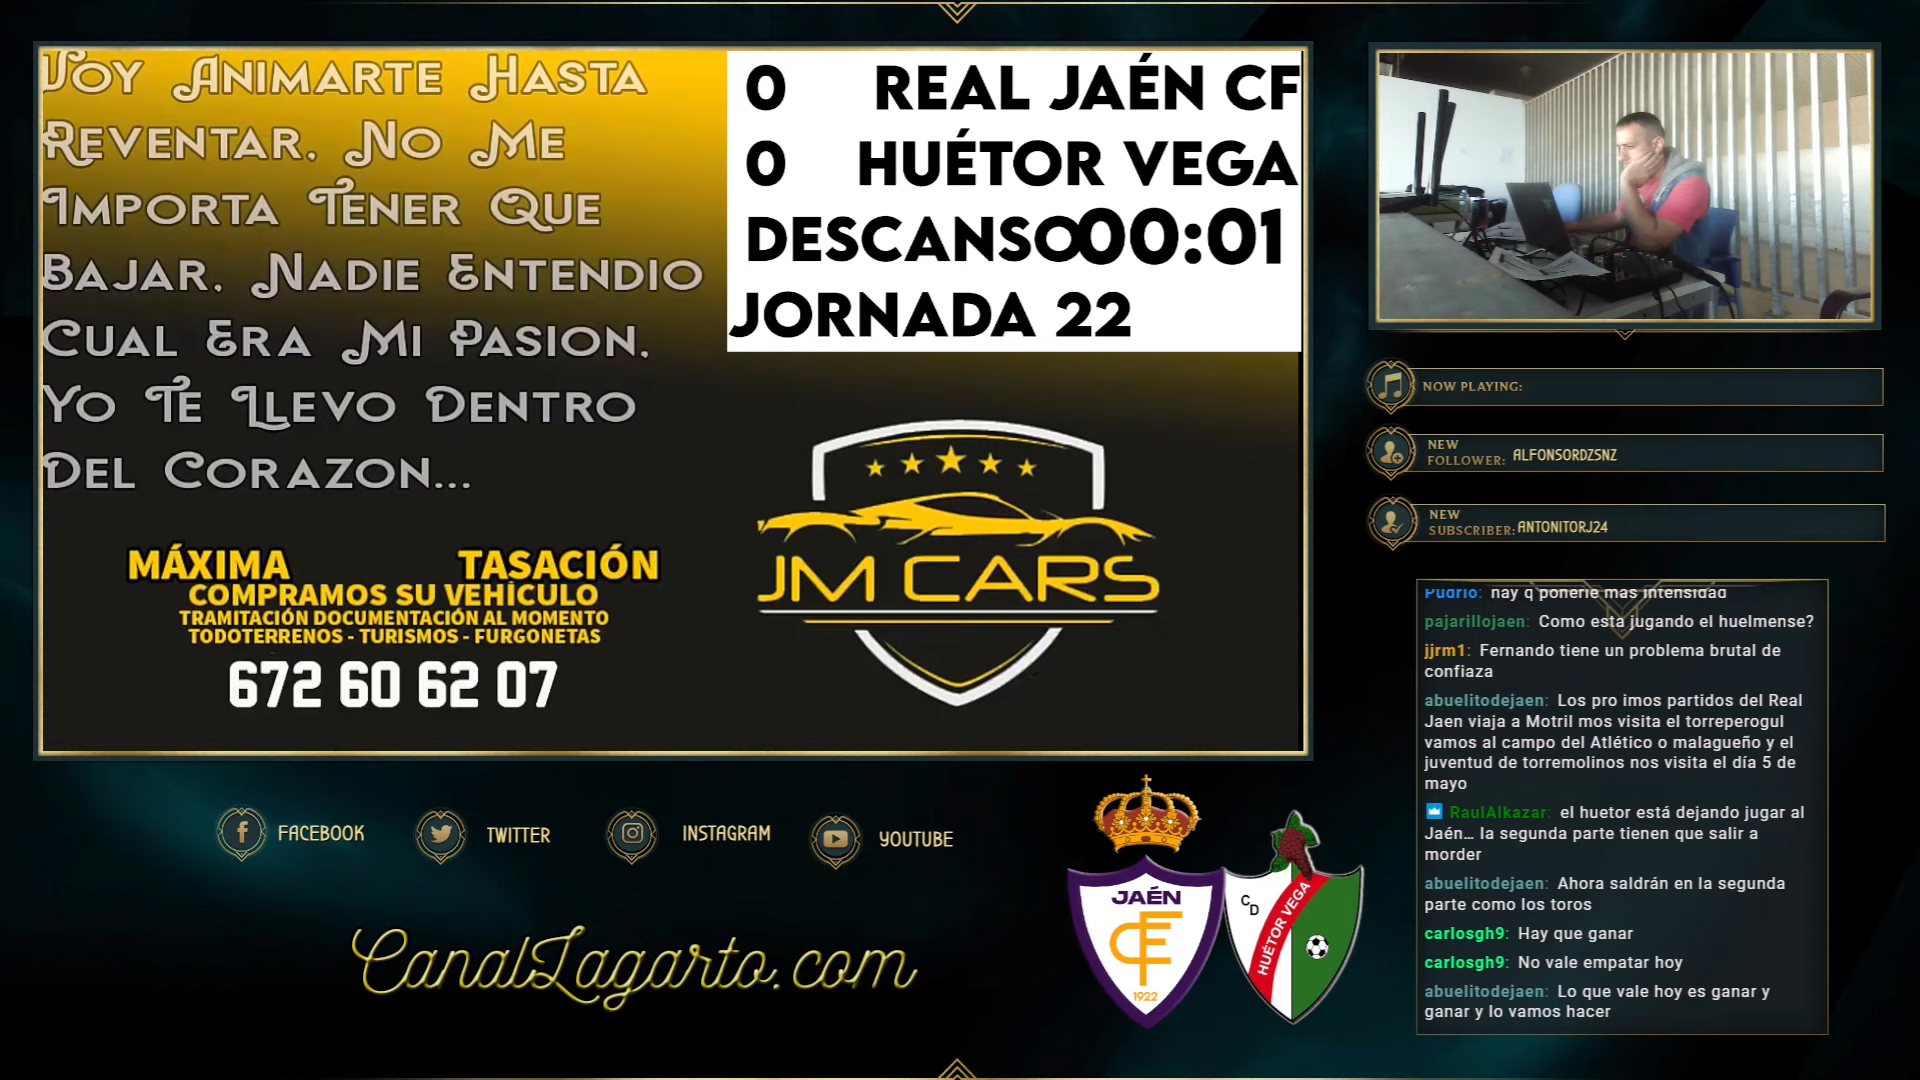 Voy Animarte Hasta
Reventar. No Me
Importa Tener Que
Bajar. Nadie Entendio
Cual Era Mi Pasion.
Yo Te Llevo Dentro
Del Corazon...
0 REAL JAÉN CF
0 HUÉTOR VEGA
DESCANSO 00:01
JORNADA 22
MÁXIMA TASACIÓN
COMPRAMOS SU VEHÍCULO
TRAMITACIÓN DOCUMENTACIÓN AL MOMENTO
TODOTERRENOS - TURISMOS - FURGONETAS
672 60 62 07
JM CARS
NOW PLAYING:
NEW
FOLLOWER: ALFONSORDZSNZ
NEW
SUBSCRIBER: ANTONITORJ24
Pudrio: hay q ponerle mas intensidad
pajarillojaen: Como esta jugando el huelmense?
jjrm1: Fernando tiene un problema brutal de
confiaza
abuelitodejaen: Los pro imos partidos del Real
Jaen viaja a Motril mos visita el torreperogul
vamos al campo del Atlético o malagueño y el
juventud de torremolinos nos visita el día 5 de
mayo
RaulAlkazar: el huetor está dejando jugar al
Jaén... la segunda parte tienen que salir a
morder
abuelitodejaen: Ahora saldrán en la segunda
parte como los toros
carlosgh9: Hay que ganar
carlosgh9: No vale empatar hoy
abuelitodejaen: Lo que vale hoy es ganar y
ganar y lo vamos hacer
FACEBOOK
TWITTER
INSTAGRAM
YOUTUBE
CanalLagarto.com
JAÉN
CF
1922
CD
HUÉTOR VEGA